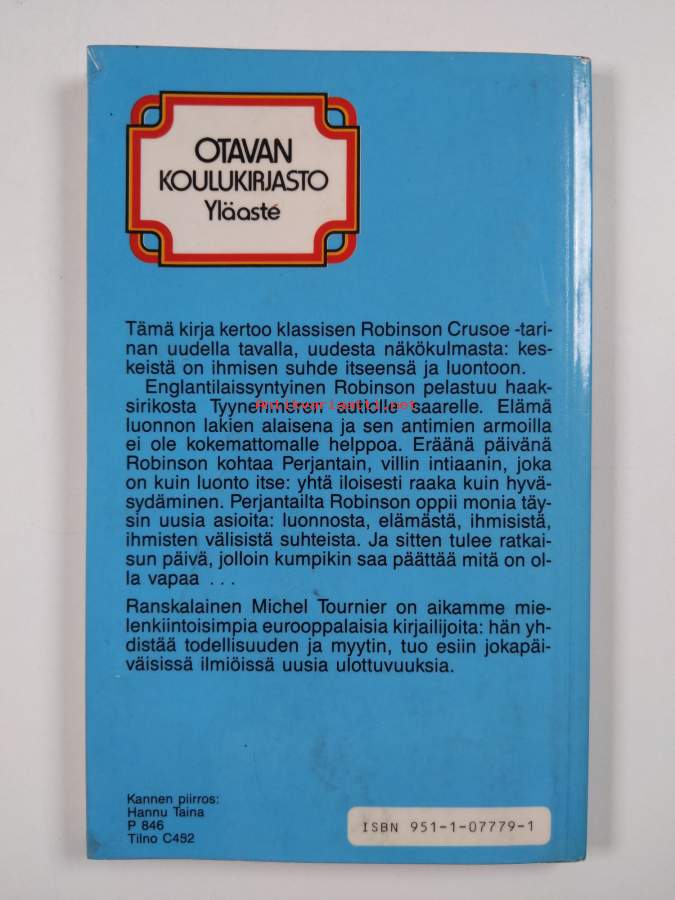 OTAVAN
KOULUKIRJASTO
Yläaste
Tämä kirja kertoo klassisen Robinson Crusoe -tari-
nan uudella tavalla, uudesta näkökulmasta: kes-
keistä on ihmisen suhde itseensä ja luontoon.
Englantilaissyntyinen Robinson pelastuu haak-
sirikosta Tyynenmeren autiolle saarelle. Elämä
Antikvariaatti.net
luonnon lakien alaisena ja sen antimien armoilla
ei ole kokemattomalle helppoa. Eräänä päivänä
Robinson kohtaa Perjantain, villin intiaanin, joka
on kuin luonto itse: yhtä iloisesti raaka kuin hyvä-
sydäminen. Perjantailta Robinson oppii monia täy-
sin uusia asioita: luonnosta, elämästä, ihmisistä,
ihmisten välisistä suhteista. Ja sitten tulee ratkai-
sun päivä, jolloin kumpikin saa päättää mitä on ol-
la vapaa ...
Ranskalainen Michel Tournier on aikamme mie-
lenkiintoisimpia eurooppalaisia kirjailijoita: hän yh-
distää todellisuuden ja myytin, tuo esiin jokapäi-
väisissä ilmiöissä uusia ulottuvuuksia.
Kannen piirros:
Hannu Taina
P 846
Tilno C452
ISBN 951-1-07779-1